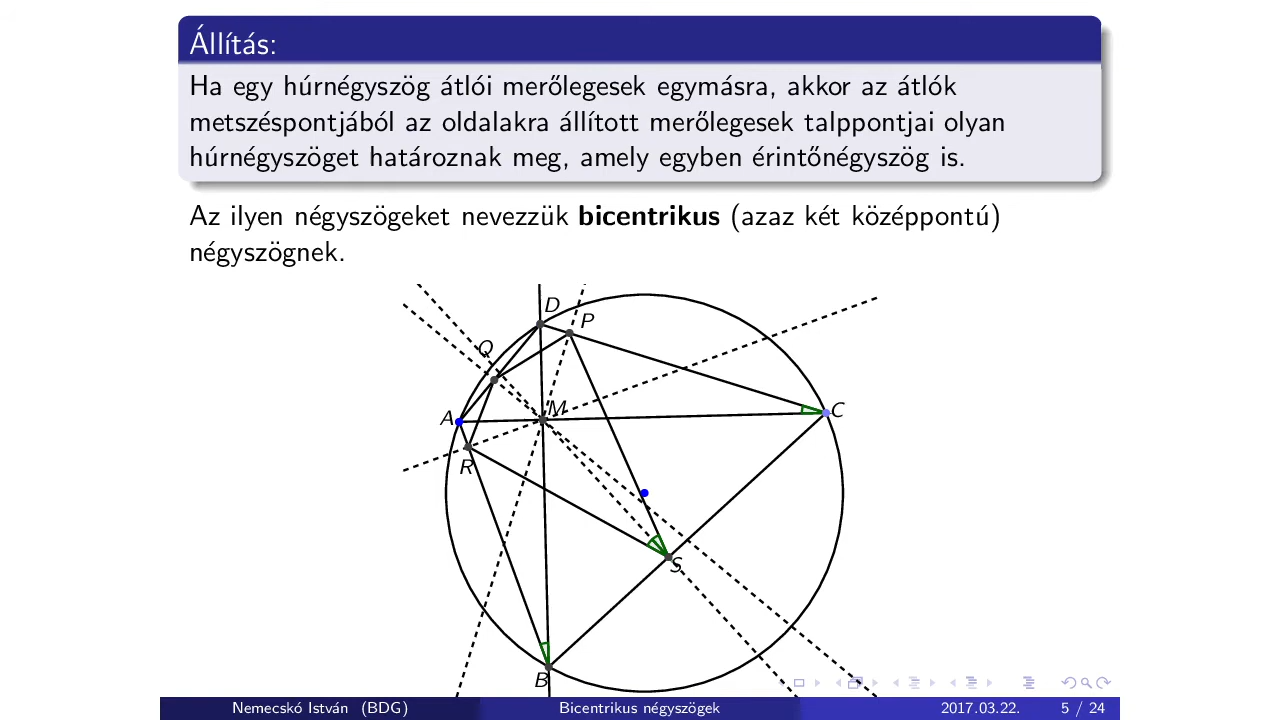 Állítás:
Ha egy húrnégyszög átlói merőlegesek egymásra, akkor az átlók
metszéspontjából az oldalakra állított merőlegesek talppontjai olyan
húrnégyszöget határoznak meg, amely egyben érintőnégyszög is.
Az ilyen négyszögeket nevezzük bicentrikus (azaz két középpontú)
négyszögnek.
D
P
Q
A
M
C
R
S
B
Nemecskó István (BDG) Bicentrikus négyszögek 2017.03.22. 5 / 24